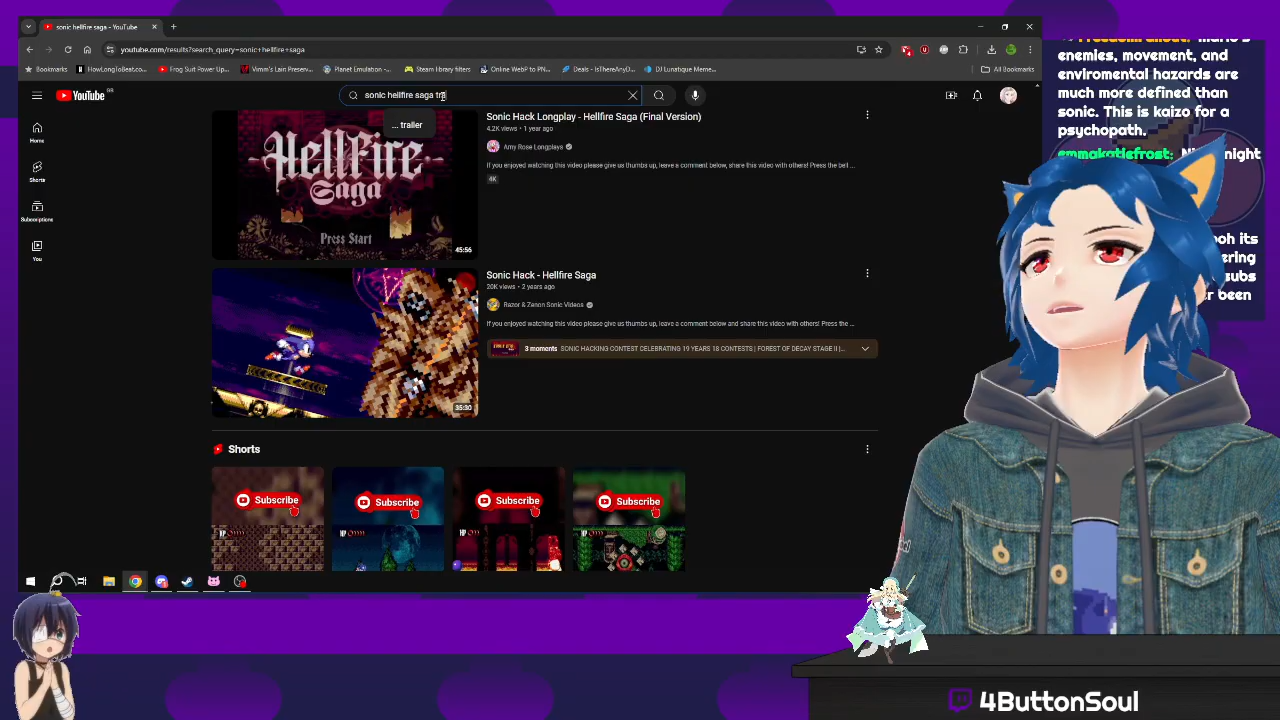 sonic hellfire saga - YouTube
youtube.com/results?search_query=sonic+hellfire+saga
Bookmarks
HowLongToBeat.co...
Frog Suit Power Up...
Vimm's Lair: Preserv...
Planet Emulation -...
Steam library filters
Online WebP to PN...
Deals - IsThereAnyD...
DJ Lunatique Meme...
All Bookmarks
YouTube GB
sonic hellfire saga tra
... trailer
Home
Shorts
Subscriptions
You
Hellfire
Saga
Press Start
45:56
Sonic Hack Longplay - Hellfire Saga (Final Version)
4.2K views • 1 year ago
Amy Rose Longplays
If you enjoyed watching this video please give us thumbs up, leave a comment below, share this video with others! Press the bell ...
4K
35:30
Sonic Hack - Hellfire Saga
20K views • 2 years ago
Razor & Zenon Sonic Videos
If you enjoyed watching this video please give us thumbs up, leave a comment below and share this video with others! Press the ...
3 moments SONIC HACKING CONTEST CELEBRATING 19 YEARS 18 CONTESTS | FOREST OF DECAY STAGE II |...
Shorts
Subscribe
Subscribe
Subscribe
Subscribe
enemies, movement, and
enviromental hazards are
much more defined than
sonic. This is kaizo for a
psychopath.
emmakatiefrost: night
ooh its
subs
been
4ButtonSoul